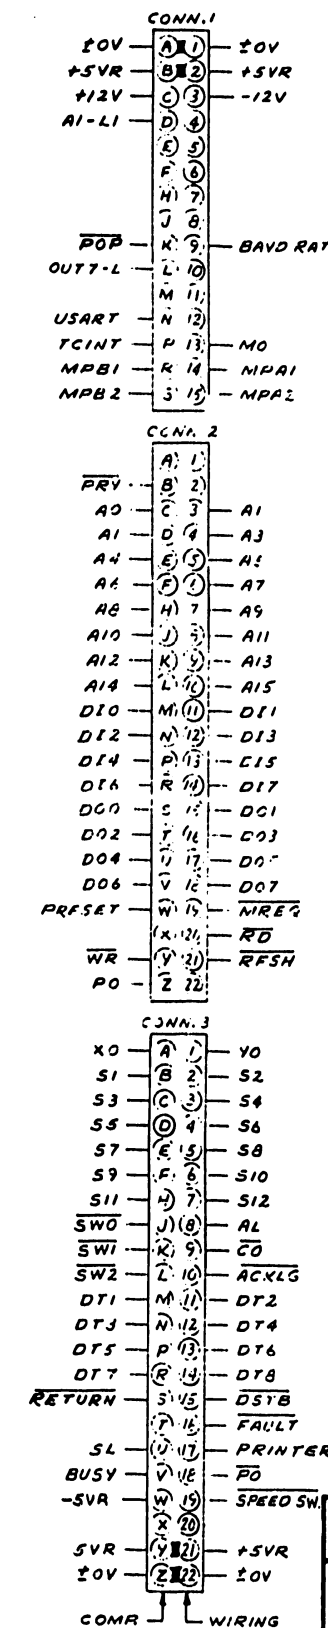 CONN.1
±0V A 1 ±0V
+5VR B 2 +5VR
+12V C 3 -12V
A1-L1 D 4
E 5
F 6
H 7
J 8
POP K 9 BAUD RAT
OUT7-L L 10
M 11
USART N 12
TCINT P 13 MO
MPB1 R 14 MPA1
MPB2 S 15 MPA2
CONN. 2
A 1
PRY B 2
A0 C 3 A1
A1 D 4 A3
A4 E 5 A5
A6 F 6 A7
A8 H 7 A9
A10 J 8 A11
A12 K 9 A13
A14 L 10 A15
DI0 M 11 DI1
DI2 N 12 DI3
DI4 P 13 DI5
DI6 R 14 DI7
DO0 S 15 DO1
DO2 T 16 DO3
DO4 U 17 DO5
DO6 V 18 DO7
PRESET W 19 MREQ
X 20 RD
WR Y 21 RFSH
PO Z 22
CONN. 3
X0 A 1 Y0
S1 B 2 S2
S3 C 3 S4
S5 D 4 S6
S7 E 5 S8
S9 F 6 S10
S11 H 7 S12
SW0 J 8 AL
SW1 K 9 CO
SW2 L 10 ACKLG
DT1 M 11 DT2
DT3 N 12 DT4
DT5 P 13 DT6
DT7 R 14 DT8
RETURN S 15 DSTB
T 16 FAULT
SL U 17 PRINTER
BUSY V 18 PO
-5VR W 19 SPEED SW.
X 20
5VR Y 21 +5VR
±0V Z 22 ±0V
COMP. WIRING